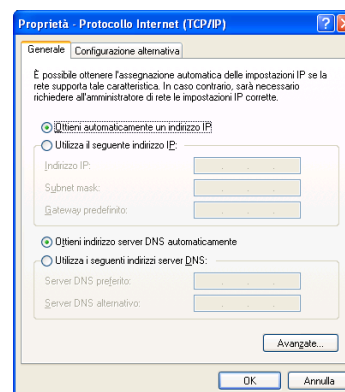 Proprietà - Protocollo Internet (TCP/IP)
Generale
Configurazione alternativa
È possibile ottenere l'assegnazione automatica delle impostazioni IP se la
rete supporta tale caratteristica. In caso contrario, sarà necessario
richiedere all'amministratore di rete le impostazioni IP corrette.
Ottieni automaticamente un indirizzo IP
Utilizza il seguente indirizzo IP:
Indirizzo IP:
Subnet mask:
Gateway predefinito:
Ottieni indirizzo server DNS automaticamente
Utilizza i seguenti indirizzi server DNS:
Server DNS preferito:
Server DNS alternativo:
Avanzate...
OK
Annulla